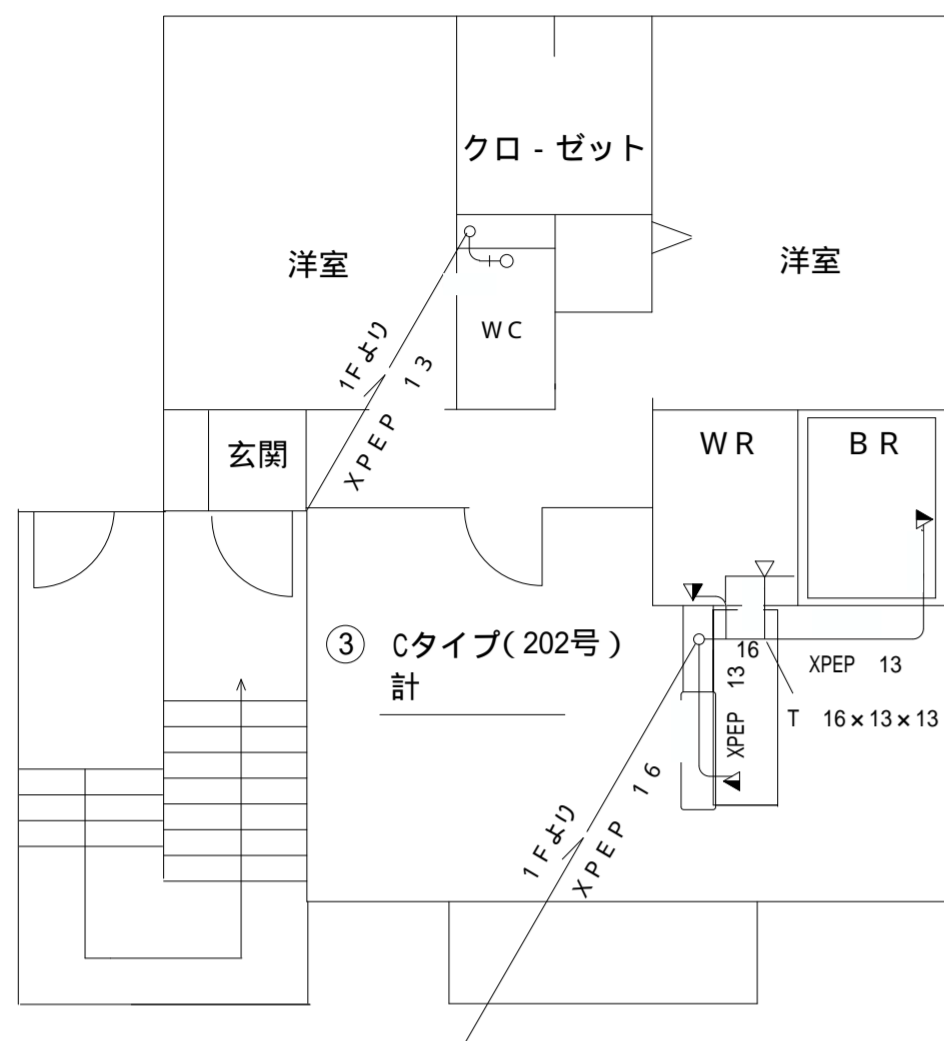 クロ - ゼット
洋室
洋室
WC
1Fより
XPEP 13
玄関
WR
BR
③ Cタイプ(202号)
計
16
XPEP 13
XPEP 13
T 16×13×13
1Fより
XPEP 16